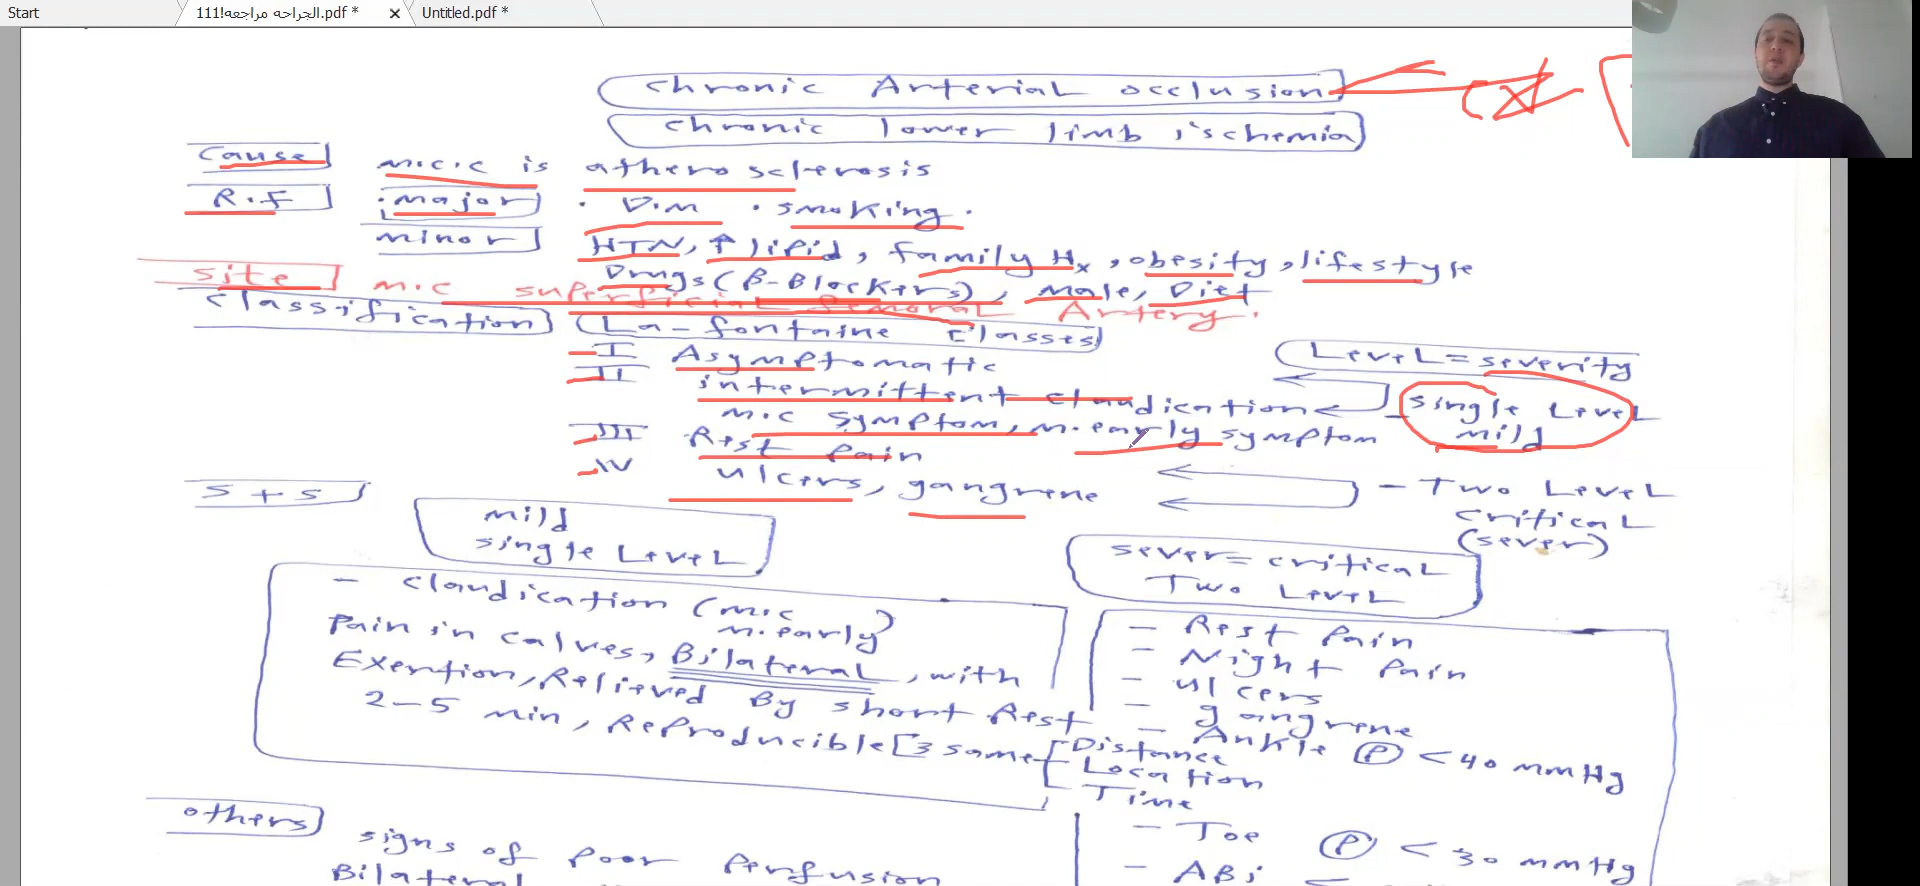 Start
الجراحه مراجعه!111.pdf *
Untitled.pdf *
chronic Arterial occlusion
chronic lower limb ischemia
cause m.c.c is atherosclerosis
R.F . major . D.M . smoking .
minor HTN, ↑ lipid, family Hx, obesity, lifestyle
Drugs (B-Blockers), Male, Diet
site m.c superficial femoral Artery.
classification (La-fontaine classes)
I Asymptomatic
Level = severity
II intermittent claudication
- single Level
m.c symptom, m.early symptom
mild
III Rest Pain
IV ulcers, gangrene
- Two Level
critical
(sever)
S + S
mild
single Level
sever = critical
Two Level
- claudication (m.c
m.early)
Pain in calves, Bilateral, with
Exertion, Relieved By short Rest
2-5 min, Reproducible [3 same
Distance
Location
Time
- Rest Pain
- Night Pain
- ulcers
- gangrene
- Ankle P < 40 mmHg
- Toe P < 30 mmHg
- ABi <
others
signs of Poor Perfusion
Bilateral